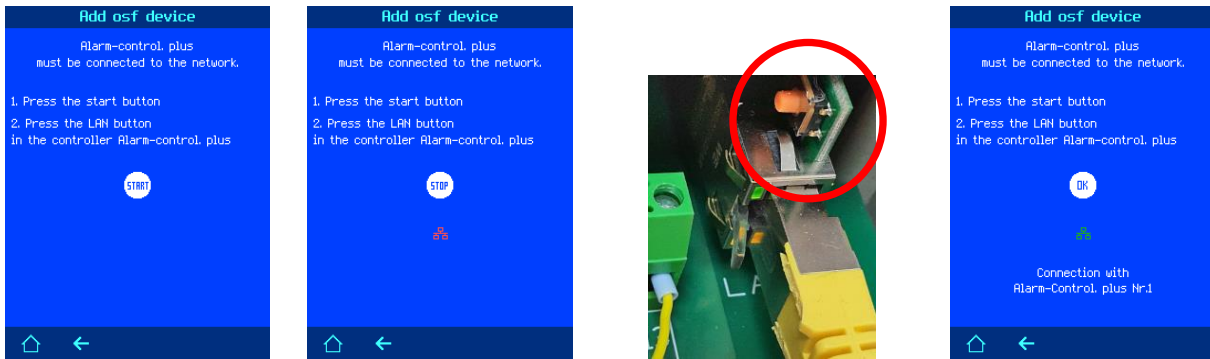 Add osf device
Alarm-control. plus
must be connected to the network.
1. Press the start button
2. Press the LAN button
in the controller Alarm-control. plus
START
Add osf device
Alarm-control. plus
must be connected to the network.
1. Press the start button
2. Press the LAN button
in the controller Alarm-control. plus
STOP
LA
Add osf device
Alarm-control. plus
must be connected to the network.
1. Press the start button
2. Press the LAN button
in the controller Alarm-control. plus
OK
Connection with
Alarm-Control. plus Nr.1